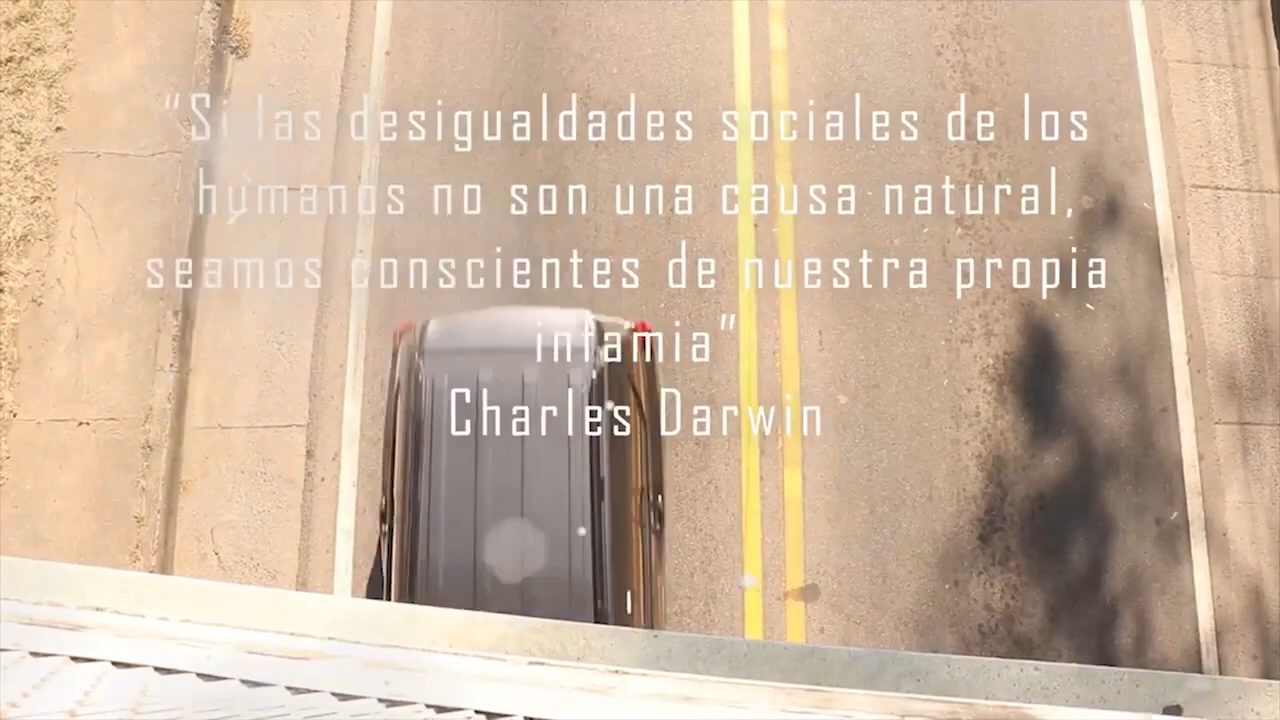 “Si las desigualdades sociales de los
humanos no son una causa natural,
seamos conscientes de nuestra propia
infamia”
Charles Darwin